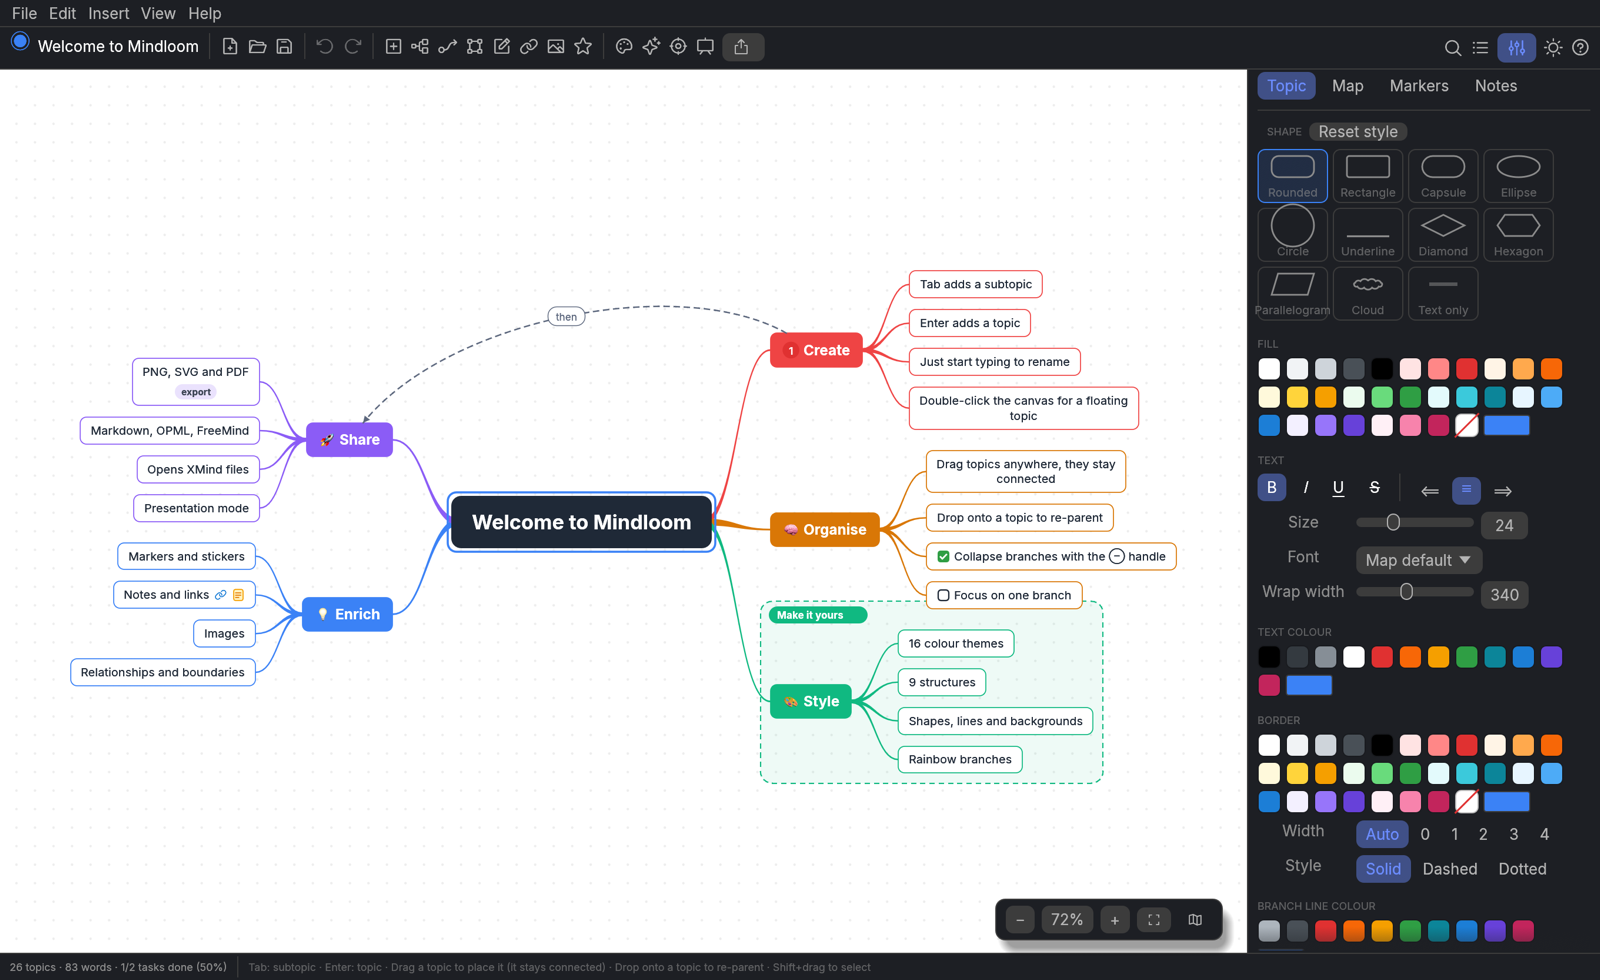 File Edit Insert View Help
Welcome to Mindloom
Topic Map Markers Notes
SHAPE Reset style
Rounded Rectangle Capsule Ellipse
Circle Underline Diamond Hexagon
Parallelogram Cloud Text only
FILL
TEXT
B I U S
Size 24
Font Map default
Wrap width 340
TEXT COLOUR
BORDER
Width Auto 0 1 2 3 4
Style Solid Dashed Dotted
BRANCH LINE COLOUR
then
PNG, SVG and PDF
export
Markdown, OPML, FreeMind
Opens XMind files
Presentation mode
Share
Markers and stickers
Notes and links
Images
Relationships and boundaries
Enrich
Welcome to Mindloom
1 Create
Tab adds a subtopic
Enter adds a topic
Just start typing to rename
Double-click the canvas for a floating
topic
Organise
Drag topics anywhere, they stay
connected
Drop onto a topic to re-parent
Collapse branches with the − handle
Focus on one branch
Make it yours
Style
16 colour themes
9 structures
Shapes, lines and backgrounds
Rainbow branches
− 72% +
26 topics · 83 words · 1/2 tasks done (50%)
Tab: subtopic · Enter: topic · Drag a topic to place it (it stays connected) · Drop onto a topic to re-parent · Shift+drag to select